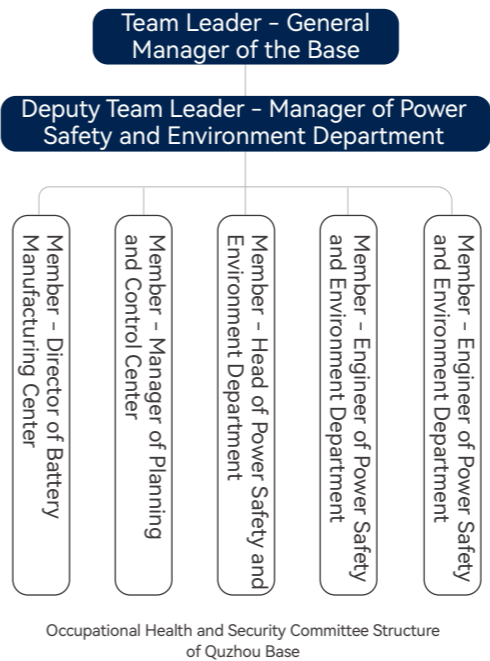 Team Leader - General
Manager of the Base
Deputy Team Leader - Manager of Power
Safety and Environment Department
Member - Director of Battery
Manufacturing Center
Member - Manager of Planning
and Control Center
Member - Head of Power Safety and
Environment Department
Member - Engineer of Power Safety
and Environment Department
Member - Engineer of Power Safety
and Environment Department
Occupational Health and Security Committee Structure
of Quzhou Base